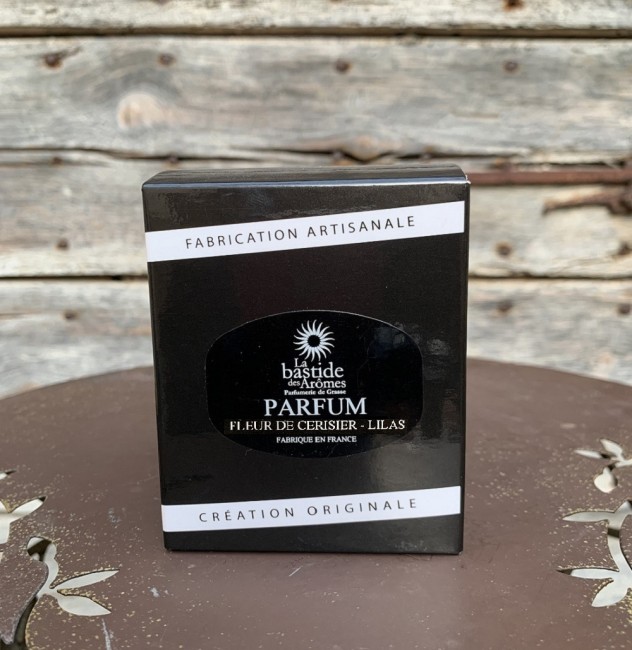 FABRICATION ARTISANALE
La
bastide
des Arômes
Parfumerie de Grasse
PARFUM
FLEUR DE CERISIER - LILAS
FABRIQUE EN FRANCE
CRÉATION ORIGINALE